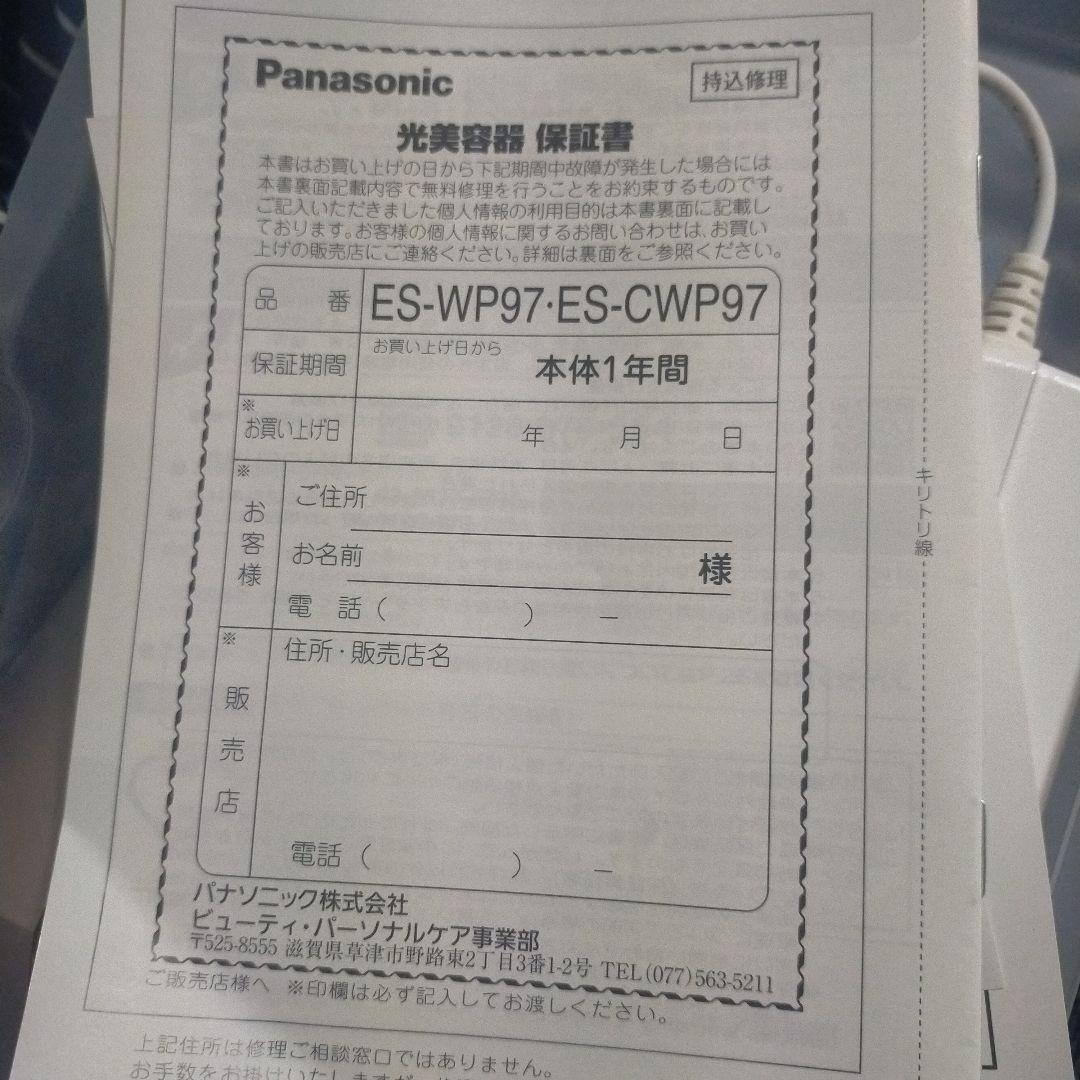 Panasonic
持込修理
光美容器 保証書
本書はお買い上げの日から下記期間中故障が発生した場合には
本書裏面記載内容で無料修理を行うことをお約束するものです。
ご記入いただきました個人情報の利用目的は本書裏面に記載し
ております。お客様の個人情報に関するお問い合わせは、お買い
上げの販売店にご連絡ください。詳細は裏面をご参照ください。
品番 ES-WP97・ES-CWP97
保証期間 お買い上げ日から 本体1年間
※お買い上げ日 年 月 日
※お客様
ご住所
お名前 様
電話( ) ー
※販売店
住所・販売店名
電話( ) ー
パナソニック株式会社
ビューティ・パーソナルケア事業部
〒525-8555 滋賀県草津市野路東2丁目3番1-2号 TEL(077)563-5211
ご販売店様へ ※印欄は必ず記入してお渡しください。
キリトリ線
上記住所は修理ご相談窓口ではありません。
お手数をお掛けいたしますが